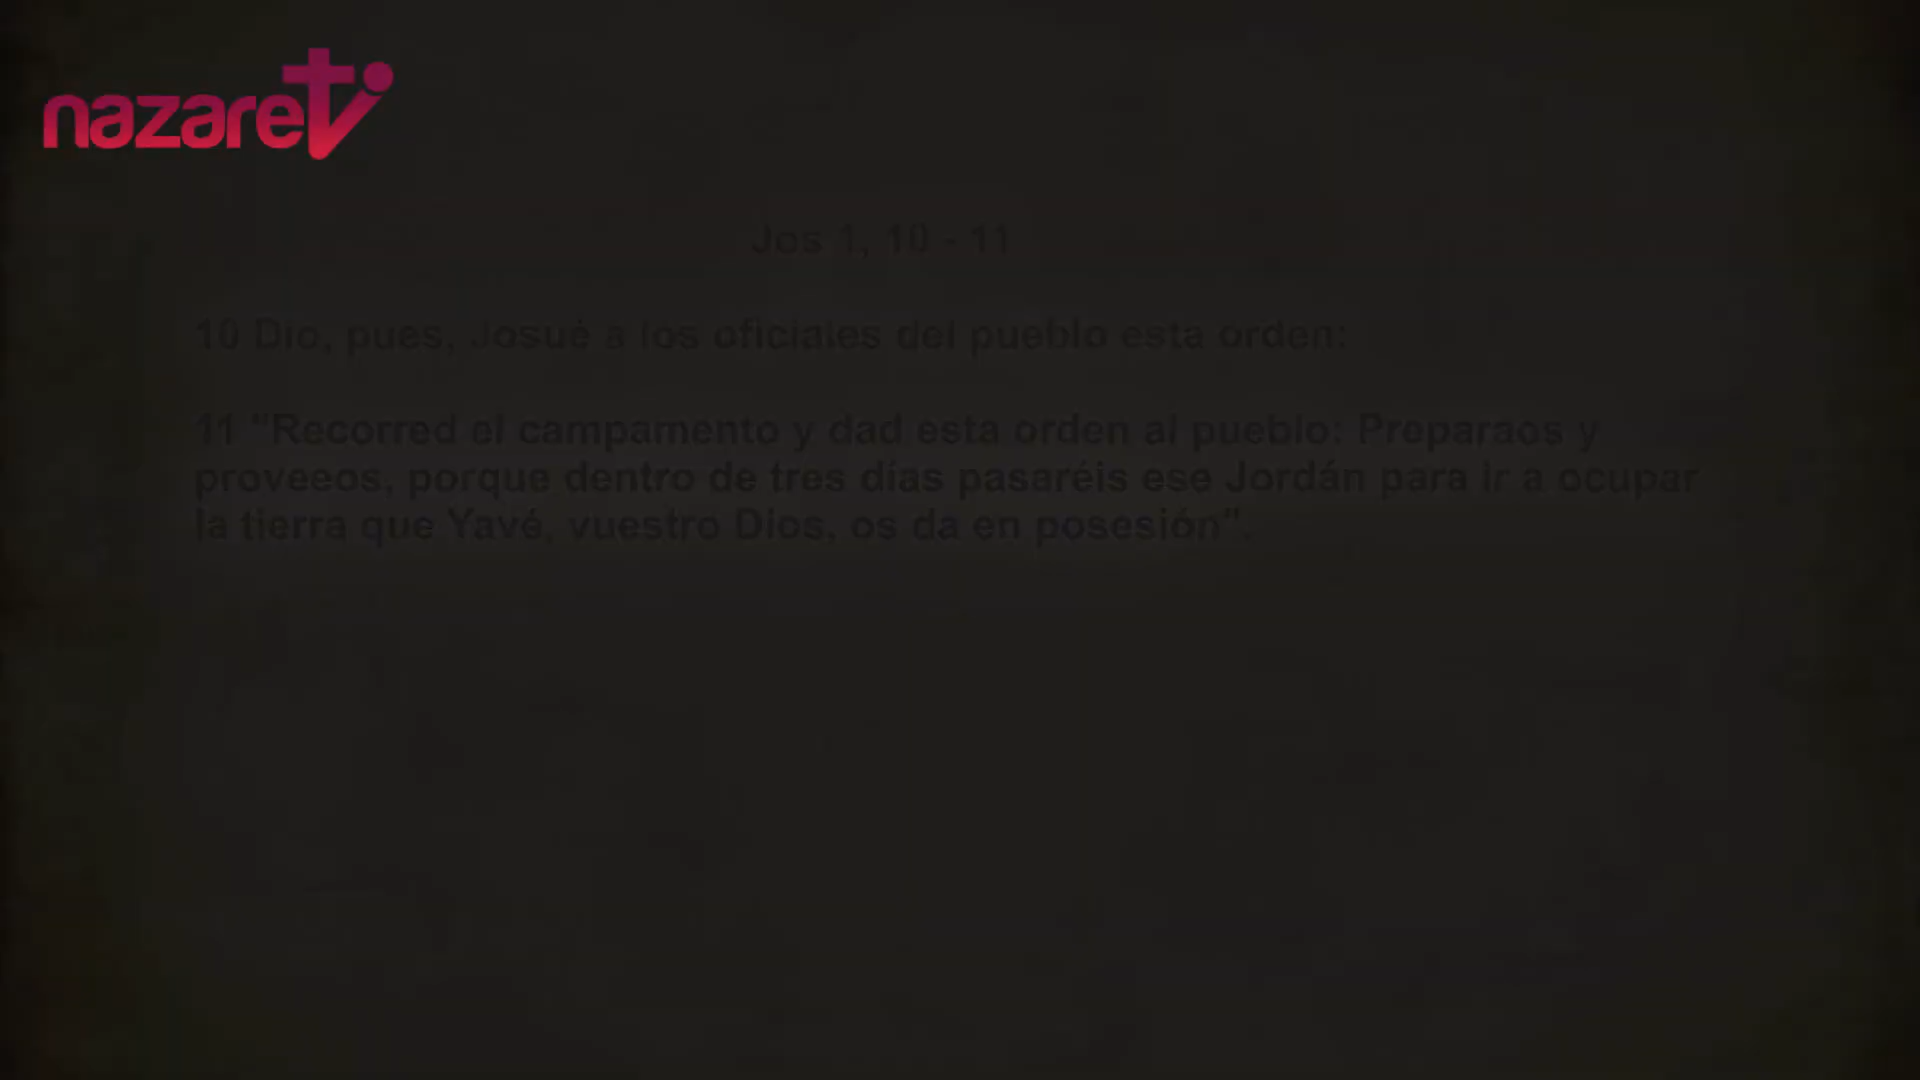 nazaretv
Jos 1, 10 - 11
10 Dio, pues, Josué a los oficiales del pueblo esta orden:
11 "Recorred el campamento y dad esta orden al pueblo: Preparaos y
proveeos, porque dentro de tres días pasaréis ese Jordán para ir a ocupar
la tierra que Yavé, vuestro Dios, os da en posesión".